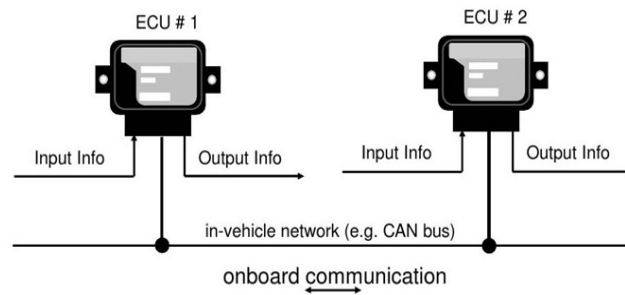 ECU # 1
ECU # 2
Input Info
Output Info
Input Info
Output Info
in-vehicle network (e.g. CAN bus)
onboard communication